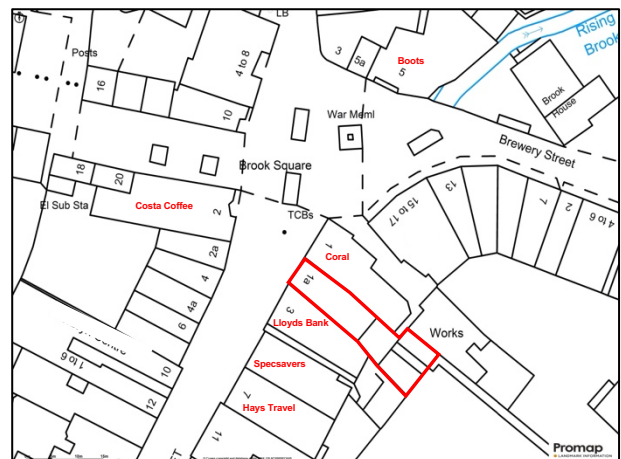 LB
Rising
Brook
Posts
3
5a
Boots
5
4 to 8
16
10
War Meml
Brook
House
Brewery Street
Brook Square
18
20
El Sub Sta
Costa Coffee
2
TCBs
15 to 17
13
7
2
4 to 6
2a
1
Coral
4
1a
4a
3
6
Lloyds Bank
Works
1 to 6
10
Specsavers
7
Hays Travel
12
11
Promap
LANDMARK INFORMATION